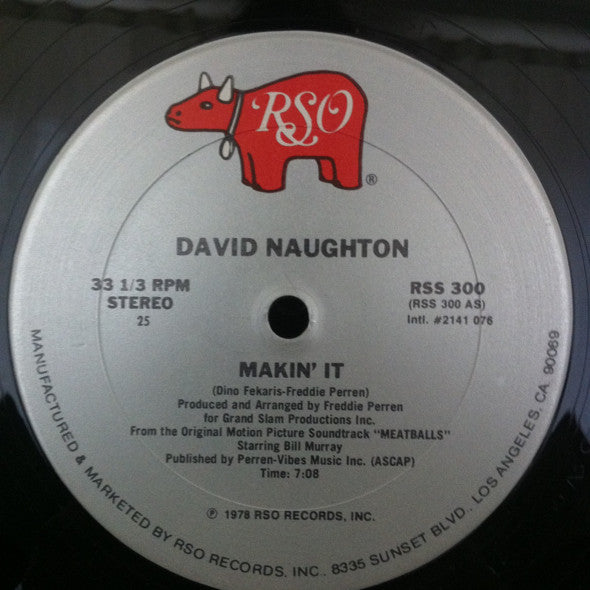 RSO
®
DAVID NAUGHTON
33 1/3 RPM
STEREO
25
RSS 300
(RSS 300 AS)
Intl. #2141 076
MAKIN' IT
(Dino Fekaris-Freddie Perren)
Produced and Arranged by Freddie Perren
for Grand Slam Productions Inc.
From the Original Motion Picture Soundtrack "MEATBALLS"
Starring Bill Murray
Published by Perren-Vibes Music Inc. (ASCAP)
Time: 7:08
℗ 1978 RSO RECORDS, INC.
MANUFACTURED & MARKETED BY RSO RECORDS, INC., 8335 SUNSET BLVD., LOS ANGELES, CA. 90069